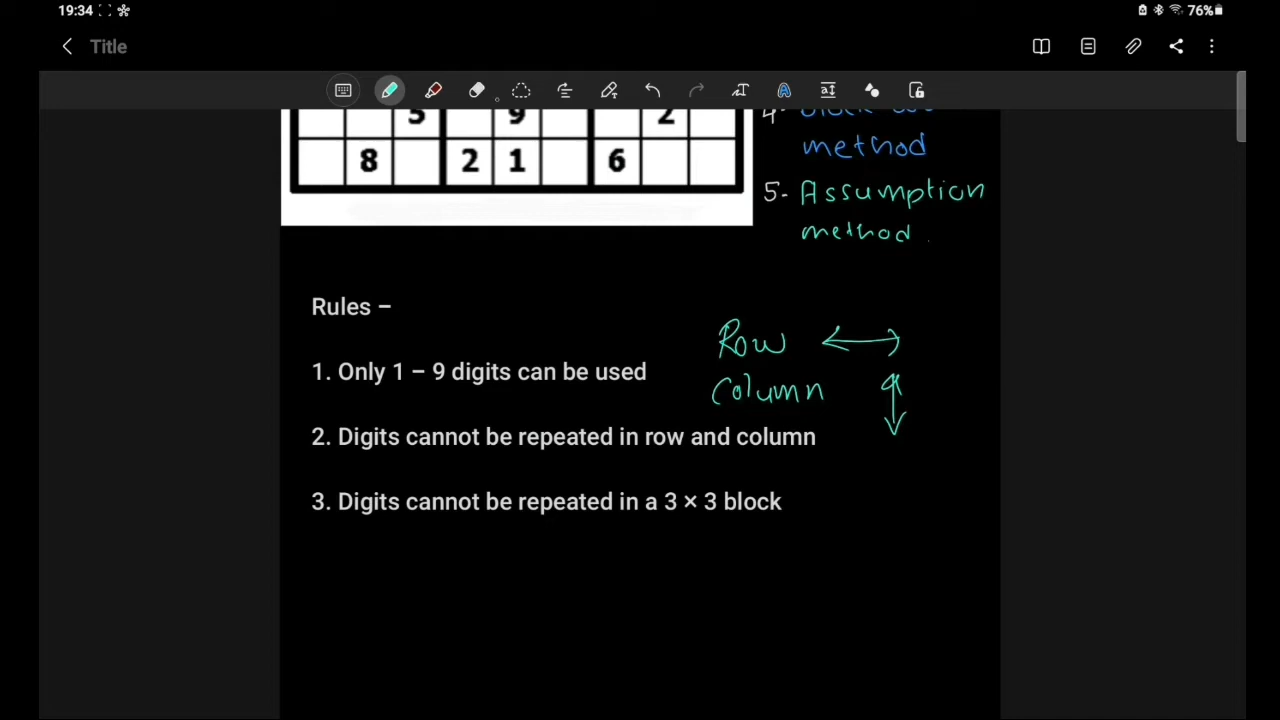 19:34
76%
Title
5 9 2
4-
method
8 2 1 6
5- Assumption
method.
Rules –
Row
1. Only 1 – 9 digits can be used
Column
2. Digits cannot be repeated in row and column
3. Digits cannot be repeated in a 3 × 3 block